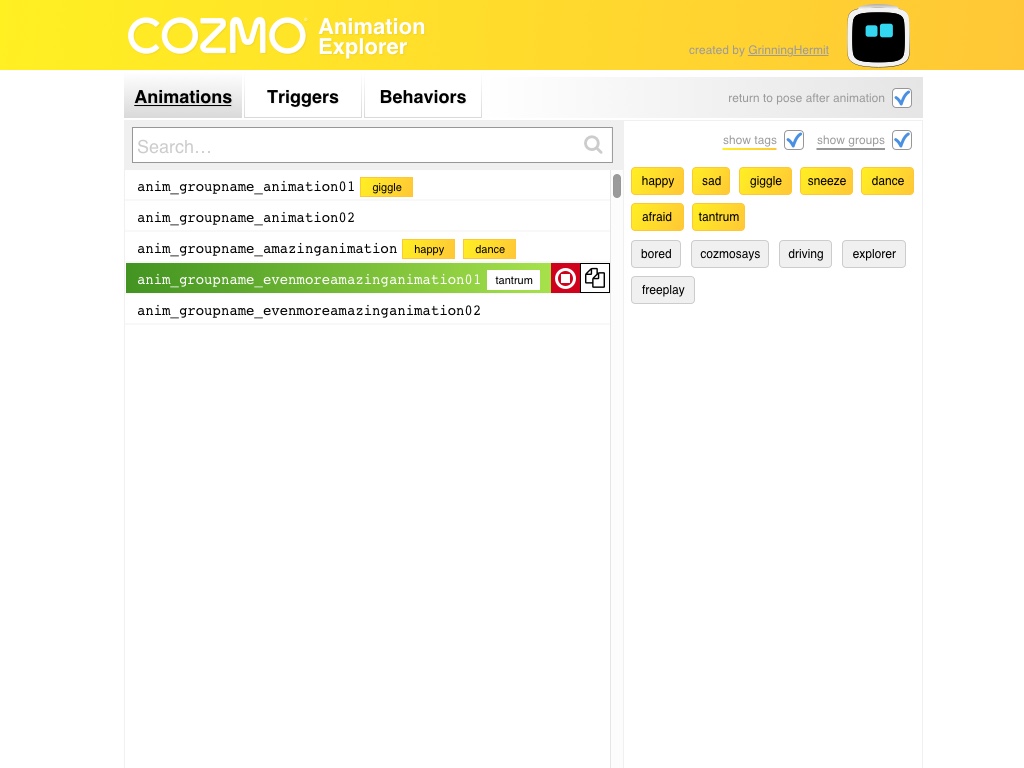 COZMO Animation Explorer
created by GrinningHermit
Animations Triggers Behaviors return to pose after animation
Search...
show tags show groups
anim_groupname_animation01 giggle
anim_groupname_animation02
anim_groupname_amazinganimation happy dance
anim_groupname_evenmoreamazinganimation01 tantrum
anim_groupname_evenmoreamazinganimation02
happy sad giggle sneeze dance
afraid tantrum
bored cozmosays driving explorer
freeplay